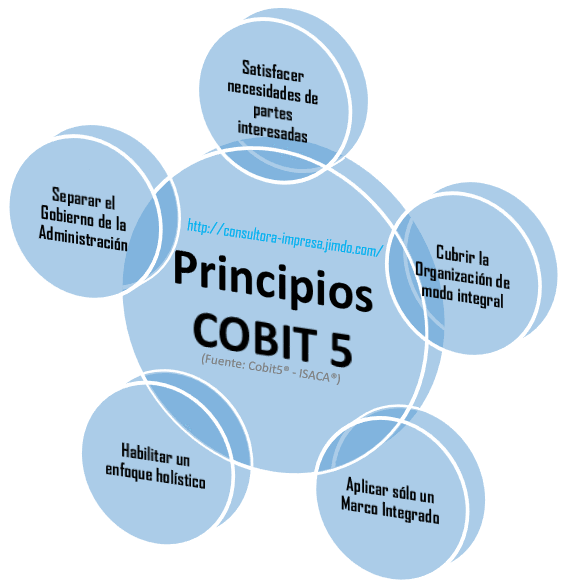 Satisfacer
necesidades de
partes
interesadas
Separar el
Gobierno de la
Administración
http://consultora-impresa.jimdo.com/
Principios
COBIT 5
(Fuente: Cobit5® - ISACA®)
Cubrir la
Organización de
modo integral
Habilitar un
enfoque holístico
Aplicar sólo un
Marco Integrado